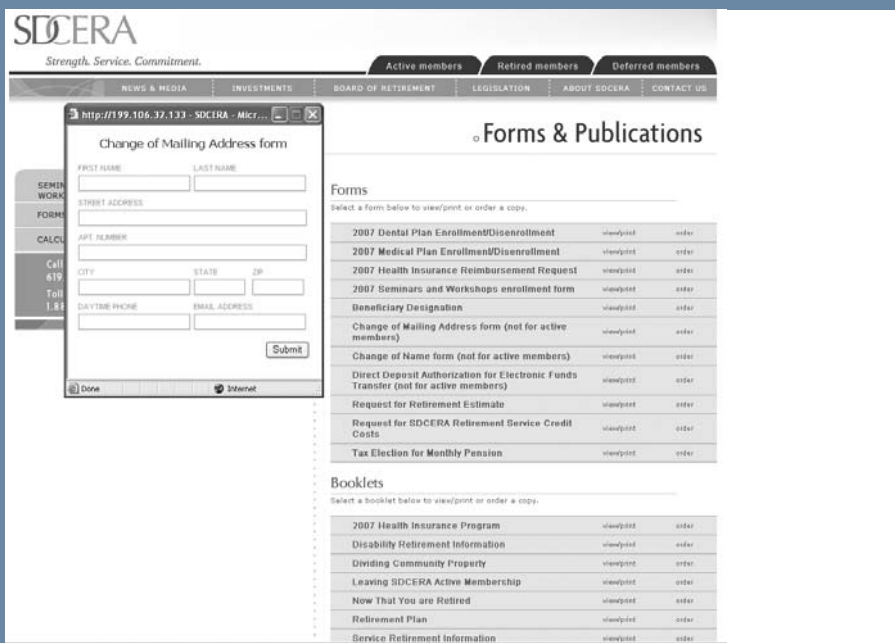 SDCERA
Strength. Service. Commitment.
Active members
Retired members
Deferred members
NEWS & MEDIA
INVESTMENTS
BOARD OF RETIREMENT
LEGISLATION
ABOUT SDCERA
CONTACT US
http://199.106.37.133 - SDCERA - Micr...
Change of Mailing Address form
FIRST NAME
LAST NAME
STREET ADDRESS
APT. NUMBER
CITY
STATE
ZIP
DAYTIME PHONE
EMAIL ADDRESS
Submit
Done
Internet
SEMIN
WORK
FORMS
CALCU
Call
619.
Toll
1.88
Forms & Publications
Forms
Select a form below to view/print or order a copy.
2007 Dental Plan Enrollment/Disenrollment view/print order
2007 Medical Plan Enrollment/Disenrollment view/print order
2007 Health Insurance Reimbursement Request view/print order
2007 Seminars and Workshops enrollment form view/print order
Beneficiary Designation view/print order
Change of Mailing Address form (not for active
members) view/print order
Change of Name form (not for active members) view/print order
Direct Deposit Authorization for Electronic Funds
Transfer (not for active members) view/print order
Request for Retirement Estimate view/print order
Request for SDCERA Retirement Service Credit
Costs view/print order
Tax Election for Monthly Pension view/print order
Booklets
Select a booklet below to view/print or order a copy.
2007 Health Insurance Program view/print order
Disability Retirement Information view/print order
Dividing Community Property view/print order
Leaving SDCERA Active Membership view/print order
Now That You are Retired view/print order
Retirement Plan view/print order
Service Retirement Information view/print order